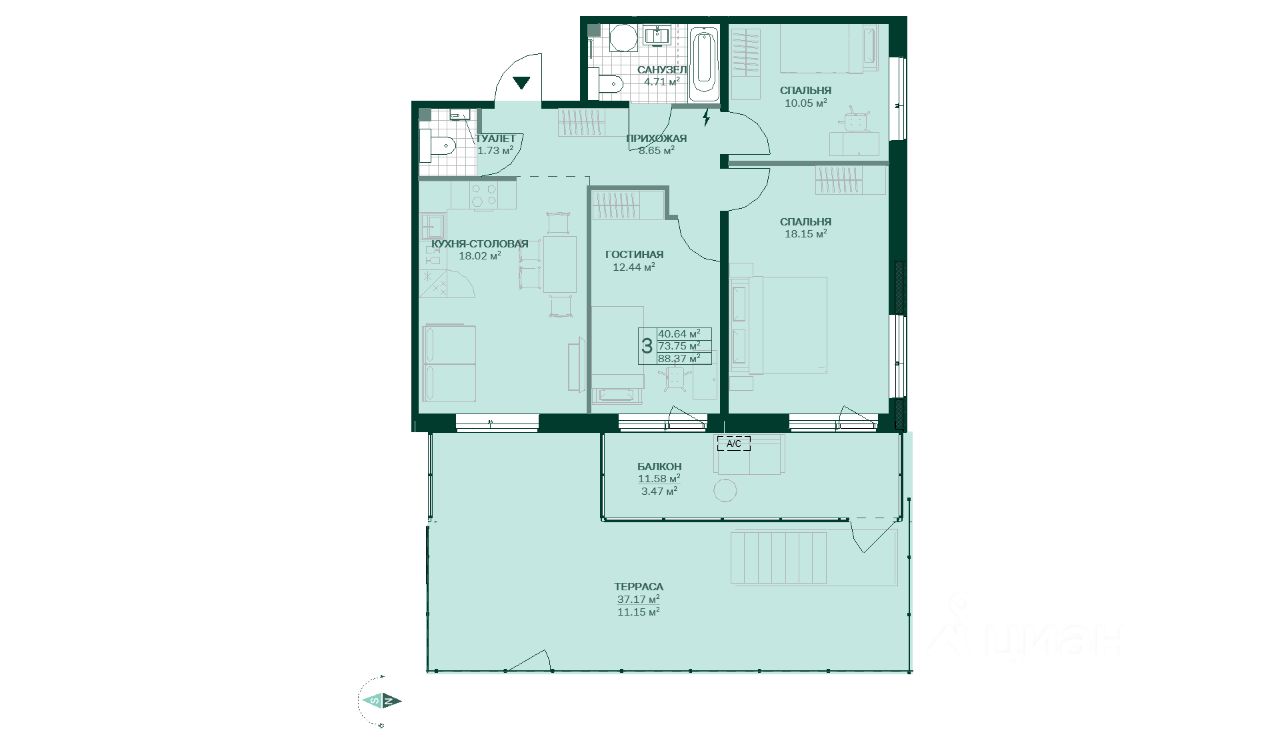 САНУЗЕЛ
4.71 м²
СПАЛЬНЯ
10.05 м²
ТУАЛЕТ
1.73 м²
ПРИХОЖАЯ
8.65 м²
СПАЛЬНЯ
18.15 м²
КУХНЯ-СТОЛОВАЯ
18.02 м²
ГОСТИНАЯ
12.44 м²
3
40.64 м²
73.75 м²
88.37 м²
A/C
БАЛКОН
11.58 м²
3.47 м²
ТЕРРАСА
37.17 м²
11.15 м²
циан
S N